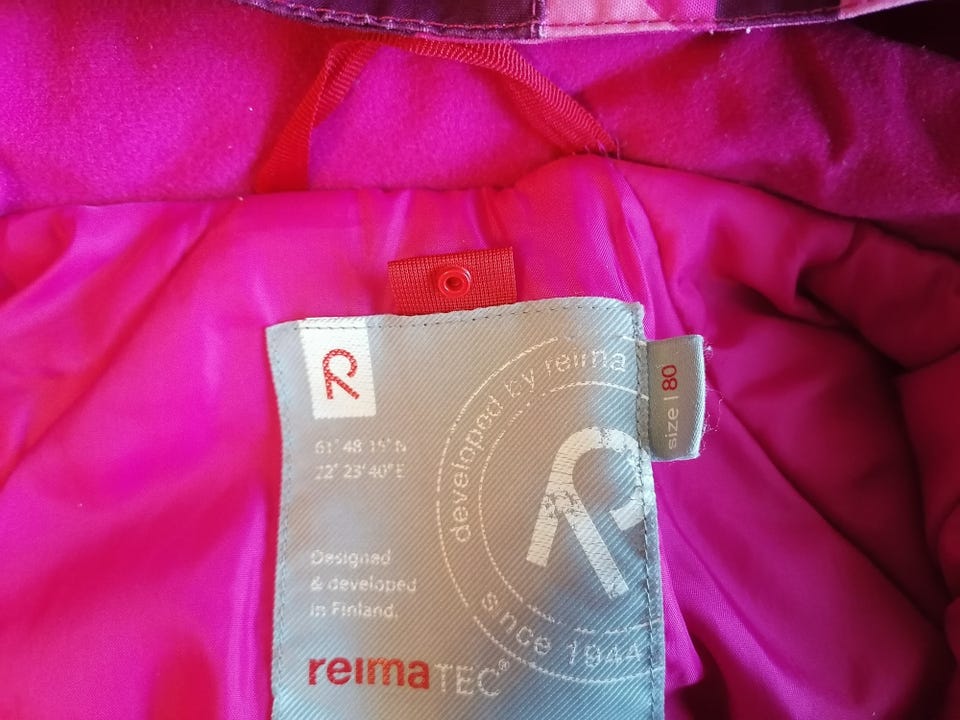 R
61° 48' 15" N
22° 23' 40" E
Designed
& developed
in Finland.
reimaTEC®
developed by reima
R
since 1944
size | 80